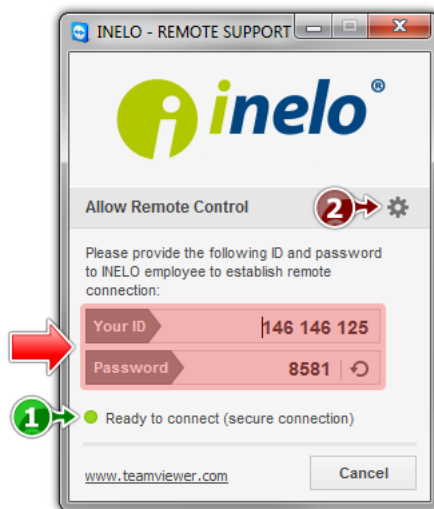 INELO - REMOTE SUPPORT
inelo®
Allow Remote Control
2
Please provide the following ID and password
to INELO employee to establish remote
connection:
Your ID 146 146 125
Password 8581
1
Ready to connect (secure connection)
www.teamviewer.com
Cancel